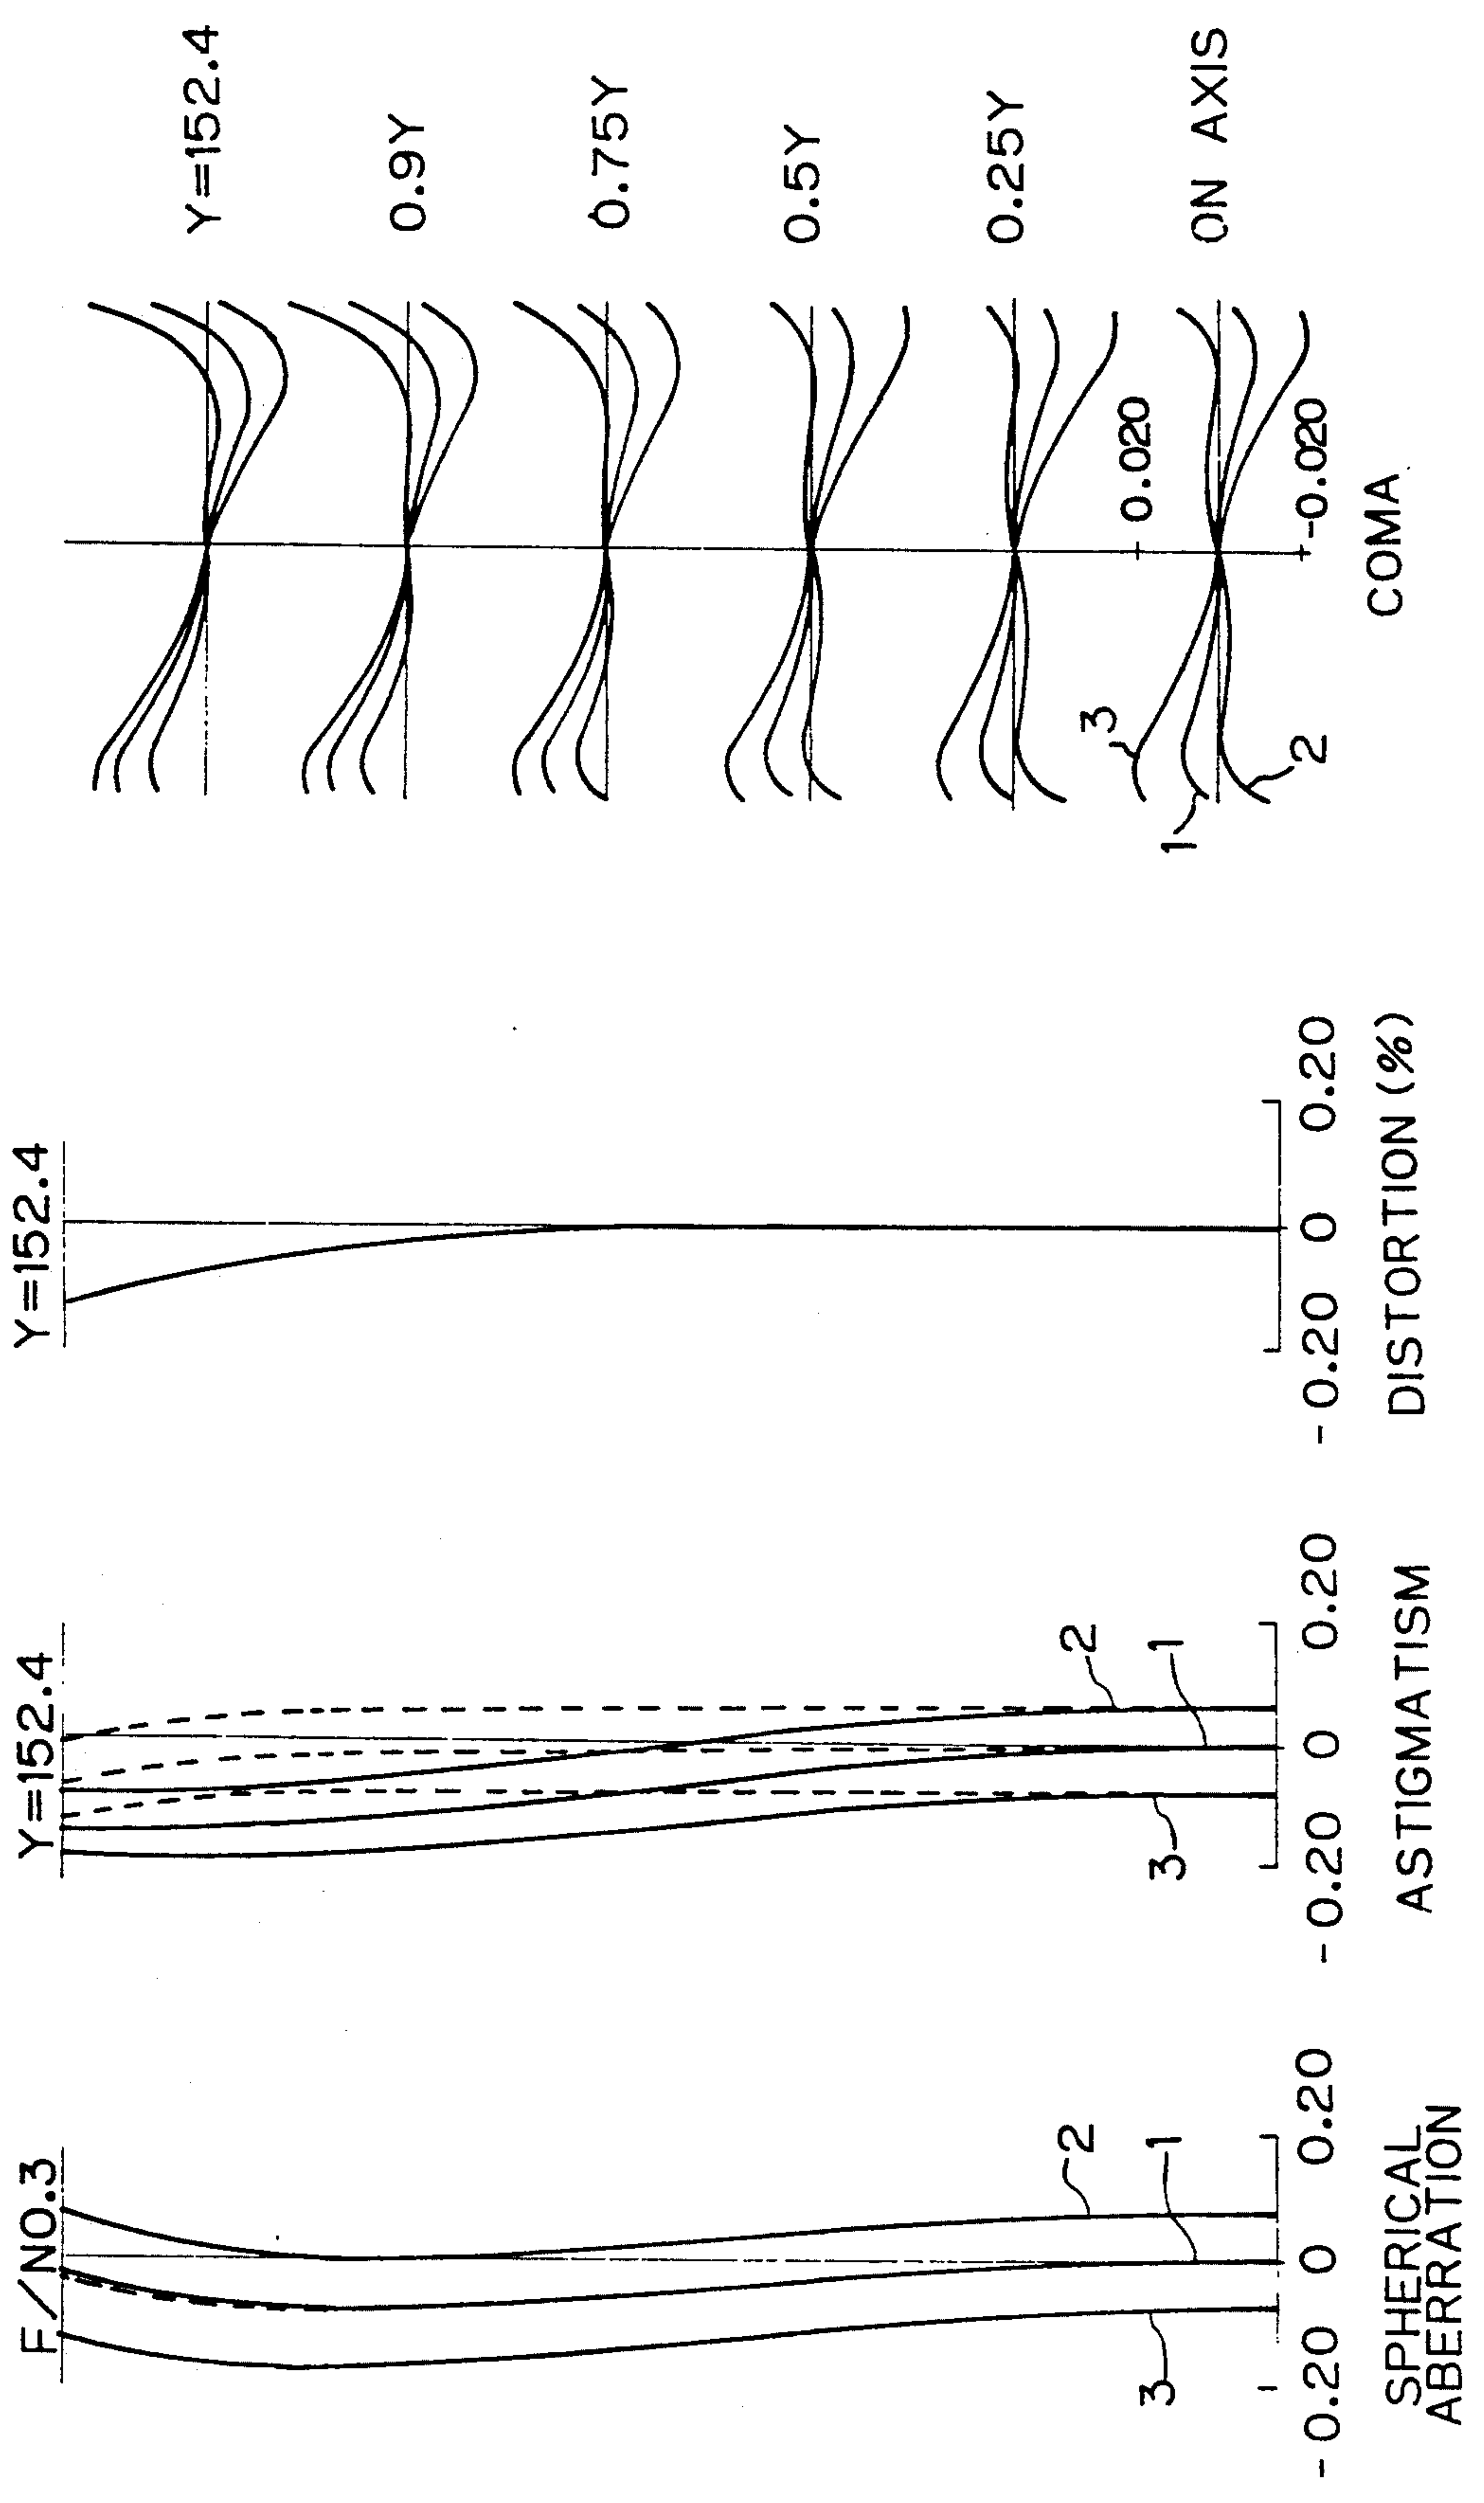 F/NO.3
2
1
3
-0.20 0 0.20
SPHERICAL
ABERRATION
Y=152.4
2
1
3
-0.20 0 0.20
ASTIGMATISM
Y=152.4
-0.20 0 0.20
DISTORTION (%)
Y=152.4
0.9Y
0.75Y
0.5Y
0.25Y
0.020
ON AXIS
3
1
2
-0.020
COMA